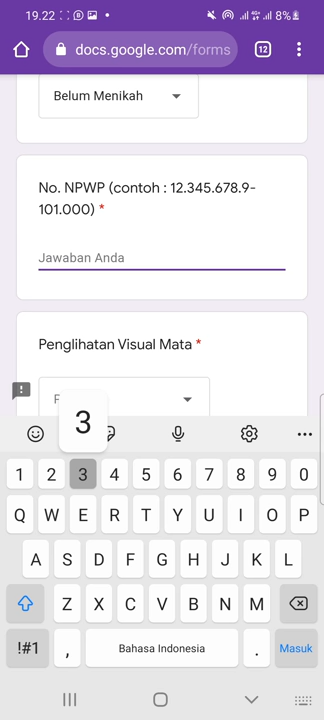 19.22
8%
docs.google.com/forms
12
Belum Menikah
No. NPWP (contoh : 12.345.678.9-
101.000) *
Jawaban Anda
Penglihatan Visual Mata *
3
1 2 3 4 5 6 7 8 9 0
Q W E R T Y U I O P
A S D F G H J K L
Z X C V B N M
!#1 , Bahasa Indonesia . Masuk